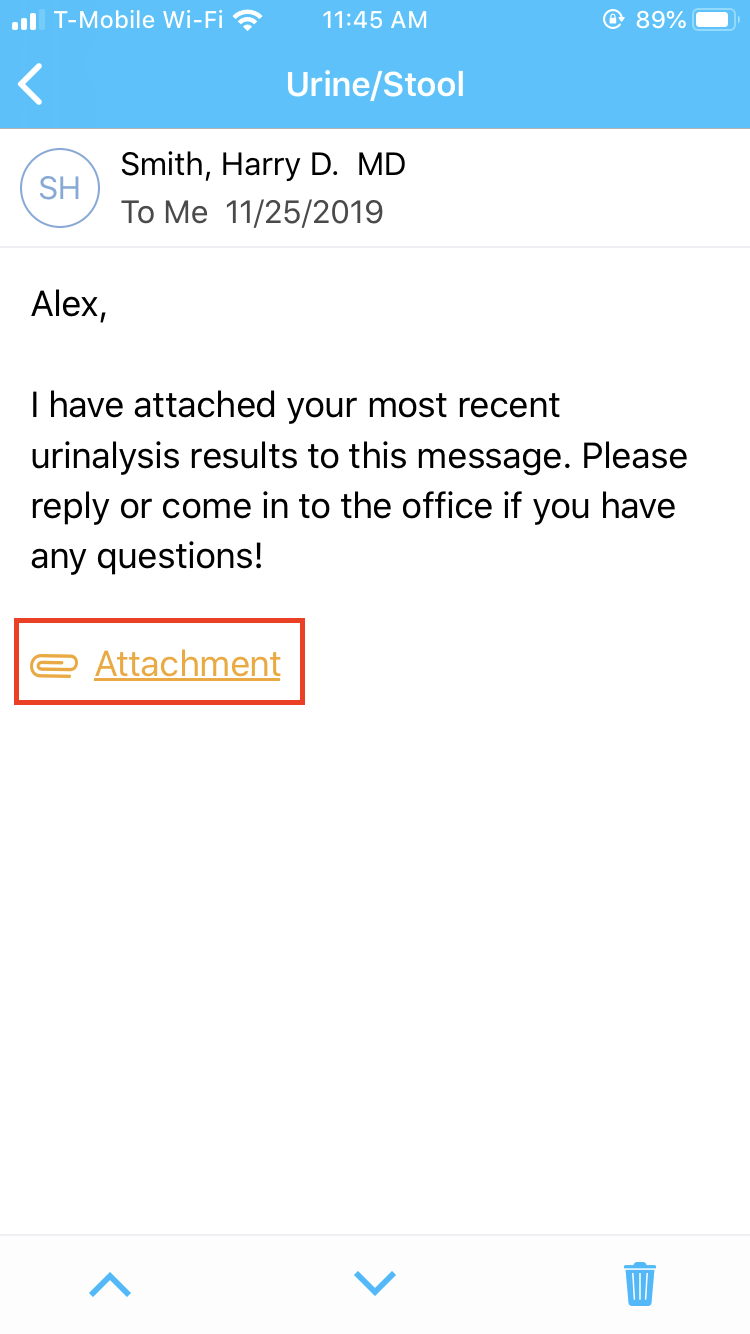 T-Mobile Wi-Fi 11:45 AM 89%
Urine/Stool
SH
Smith, Harry D.  MD
To Me  11/25/2019
Alex,
I have attached your most recent
urinalysis results to this message. Please
reply or come in to the office if you have
any questions!
Attachment